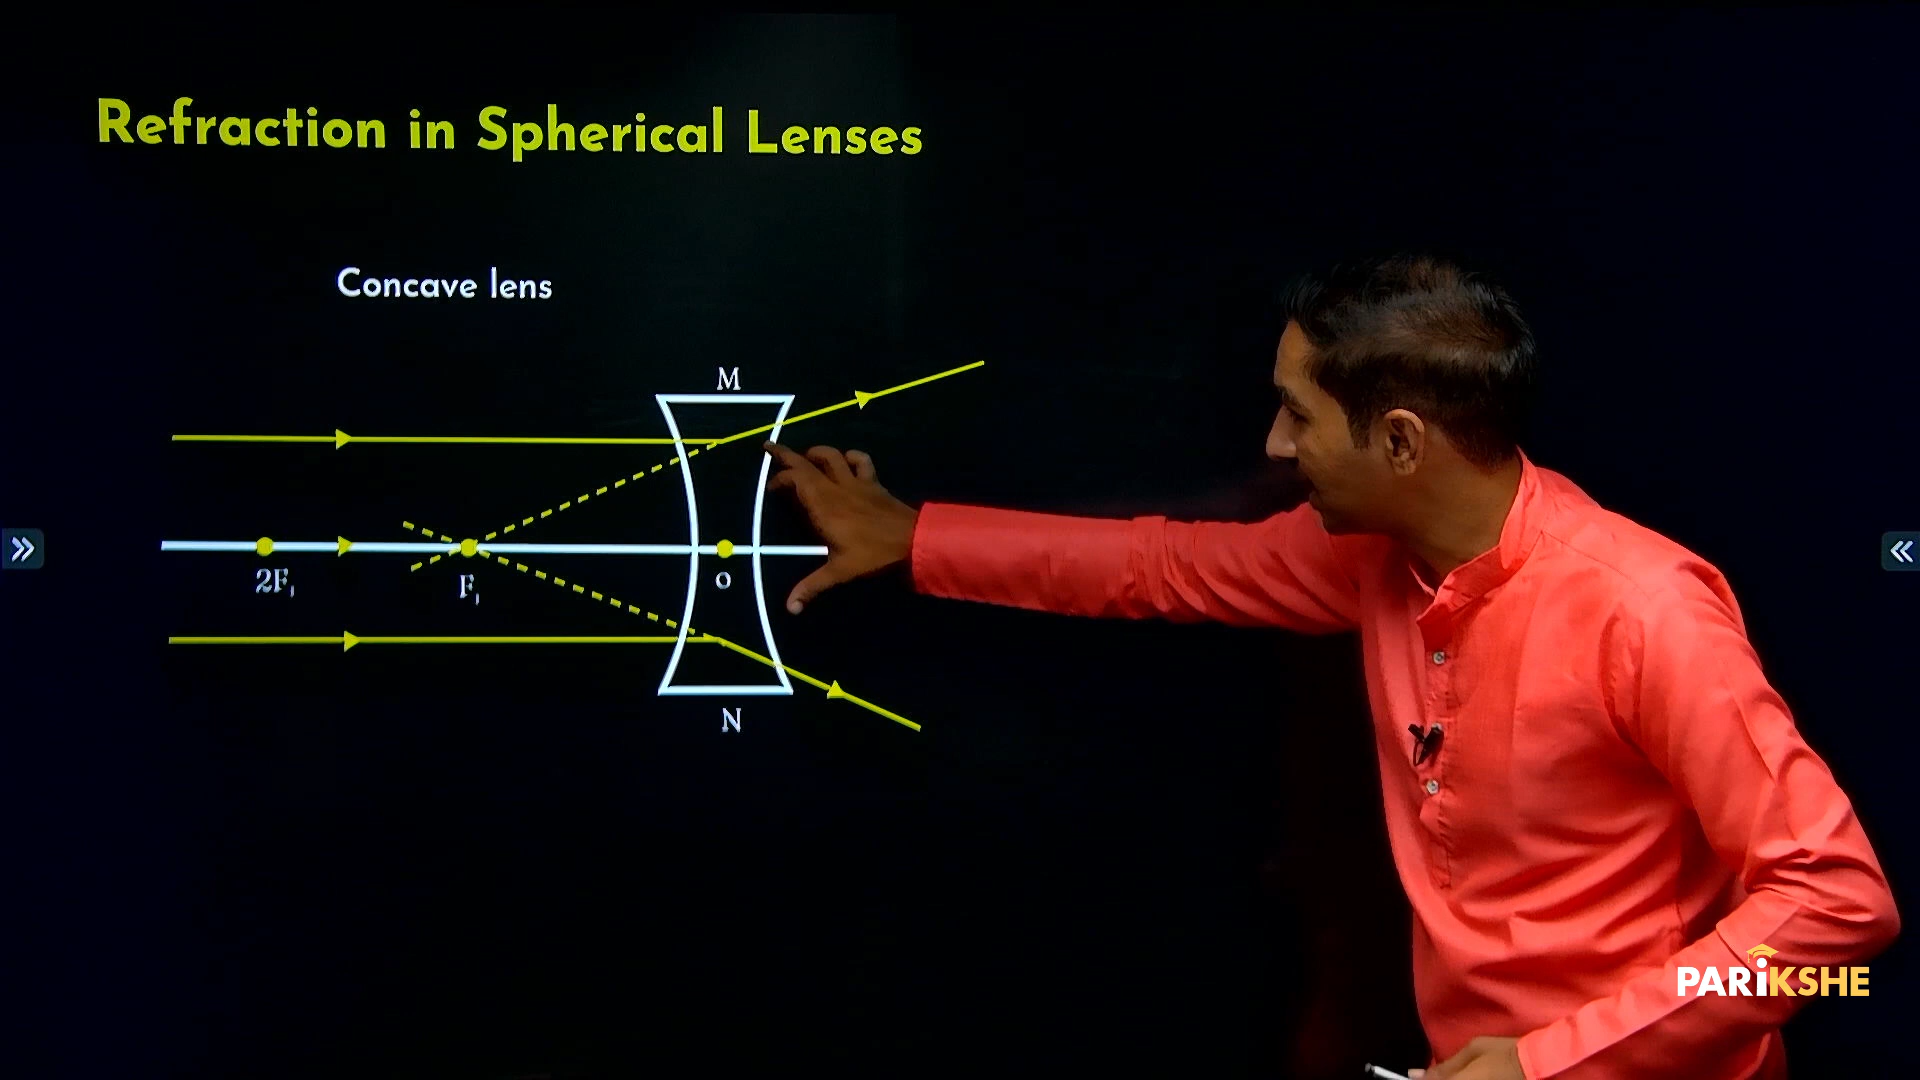 Refraction in Spherical Lenses
Concave lens
M
2F₁
F₁
O
N
PARiKSHE